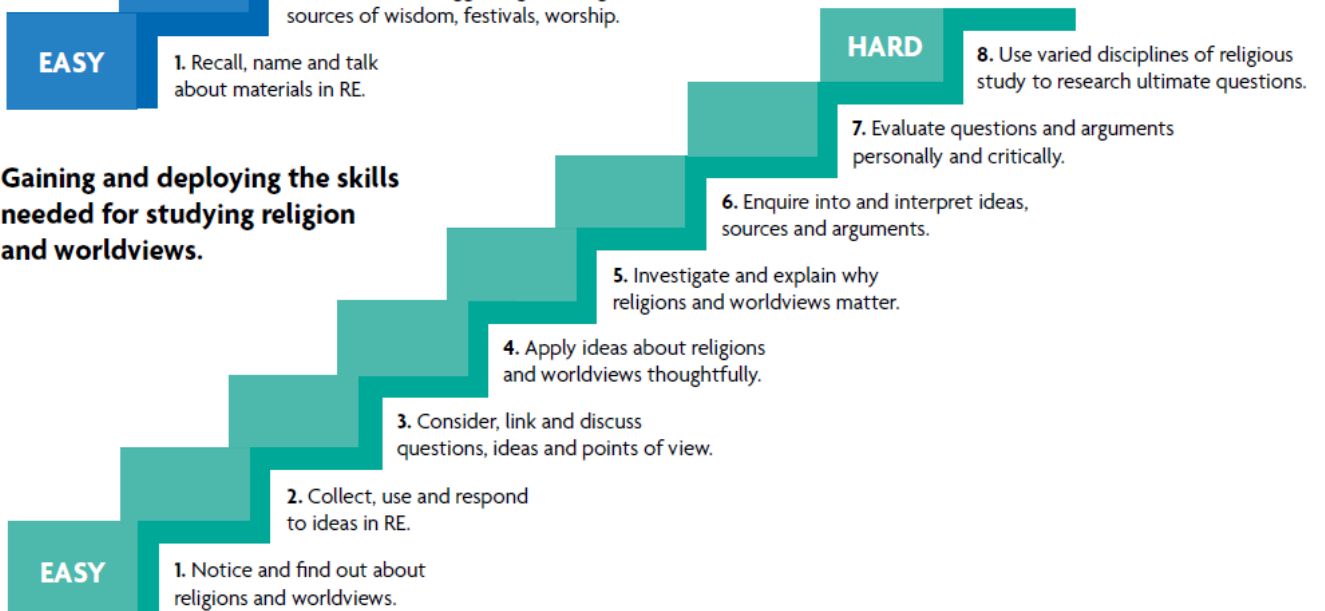 sources of wisdom, festivals, worship.
EASY
1. Recall, name and talk
about materials in RE.
Gaining and deploying the skills
needed for studying religion
and worldviews.
HARD
8. Use varied disciplines of religious
study to research ultimate questions.
7. Evaluate questions and arguments
personally and critically.
6. Enquire into and interpret ideas,
sources and arguments.
5. Investigate and explain why
religions and worldviews matter.
4. Apply ideas about religions
and worldviews thoughtfully.
3. Consider, link and discuss
questions, ideas and points of view.
2. Collect, use and respond
to ideas in RE.
EASY
1. Notice and find out about
religions and worldviews.